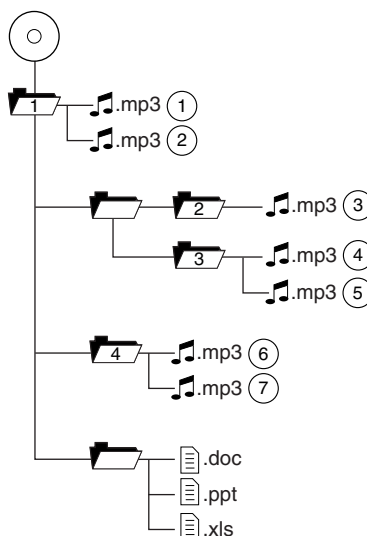 1 .mp3 1
.mp3 2
2 .mp3 3
3 .mp3 4
.mp3 5
4 .mp3 6
.mp3 7
.doc
.ppt
.xls